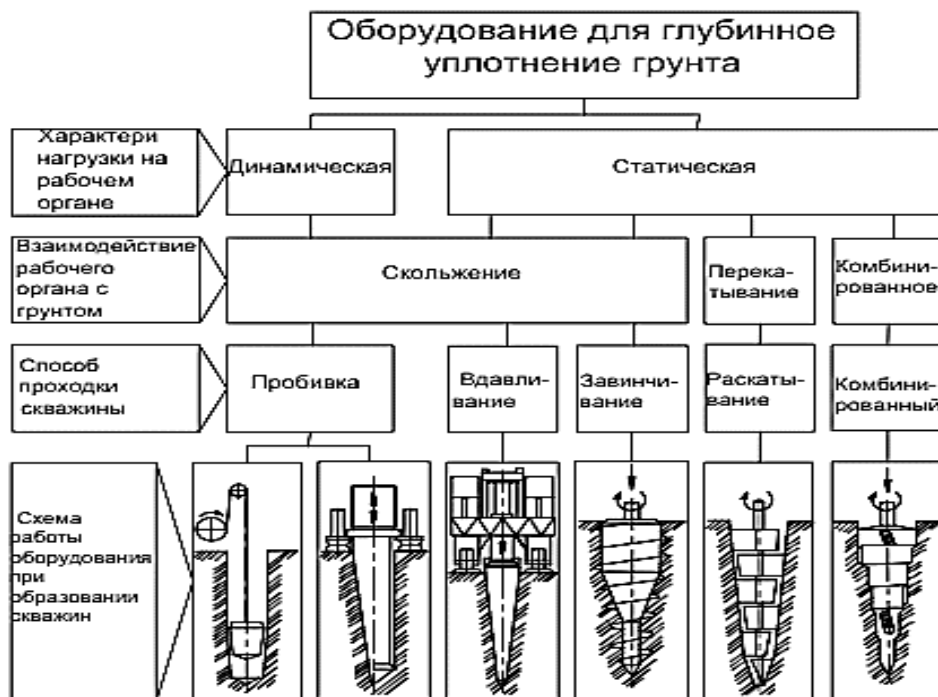 Оборудование для глубинное
уплотнение грунта
Характери
нагрузки на
рабочем
органе
Динамическая
Статическая
Взаимодействие
рабочего
органа с
грунтом
Скольжение
Перека-
тывание
Комбини-
рованное
Способ
проходки
скважины
Пробивка
Вдавли-
вание
Завинчи-
вание
Раскаты-
вание
Комбини-
рованный
Схема
работы
оборудования
при
образовании
скважин